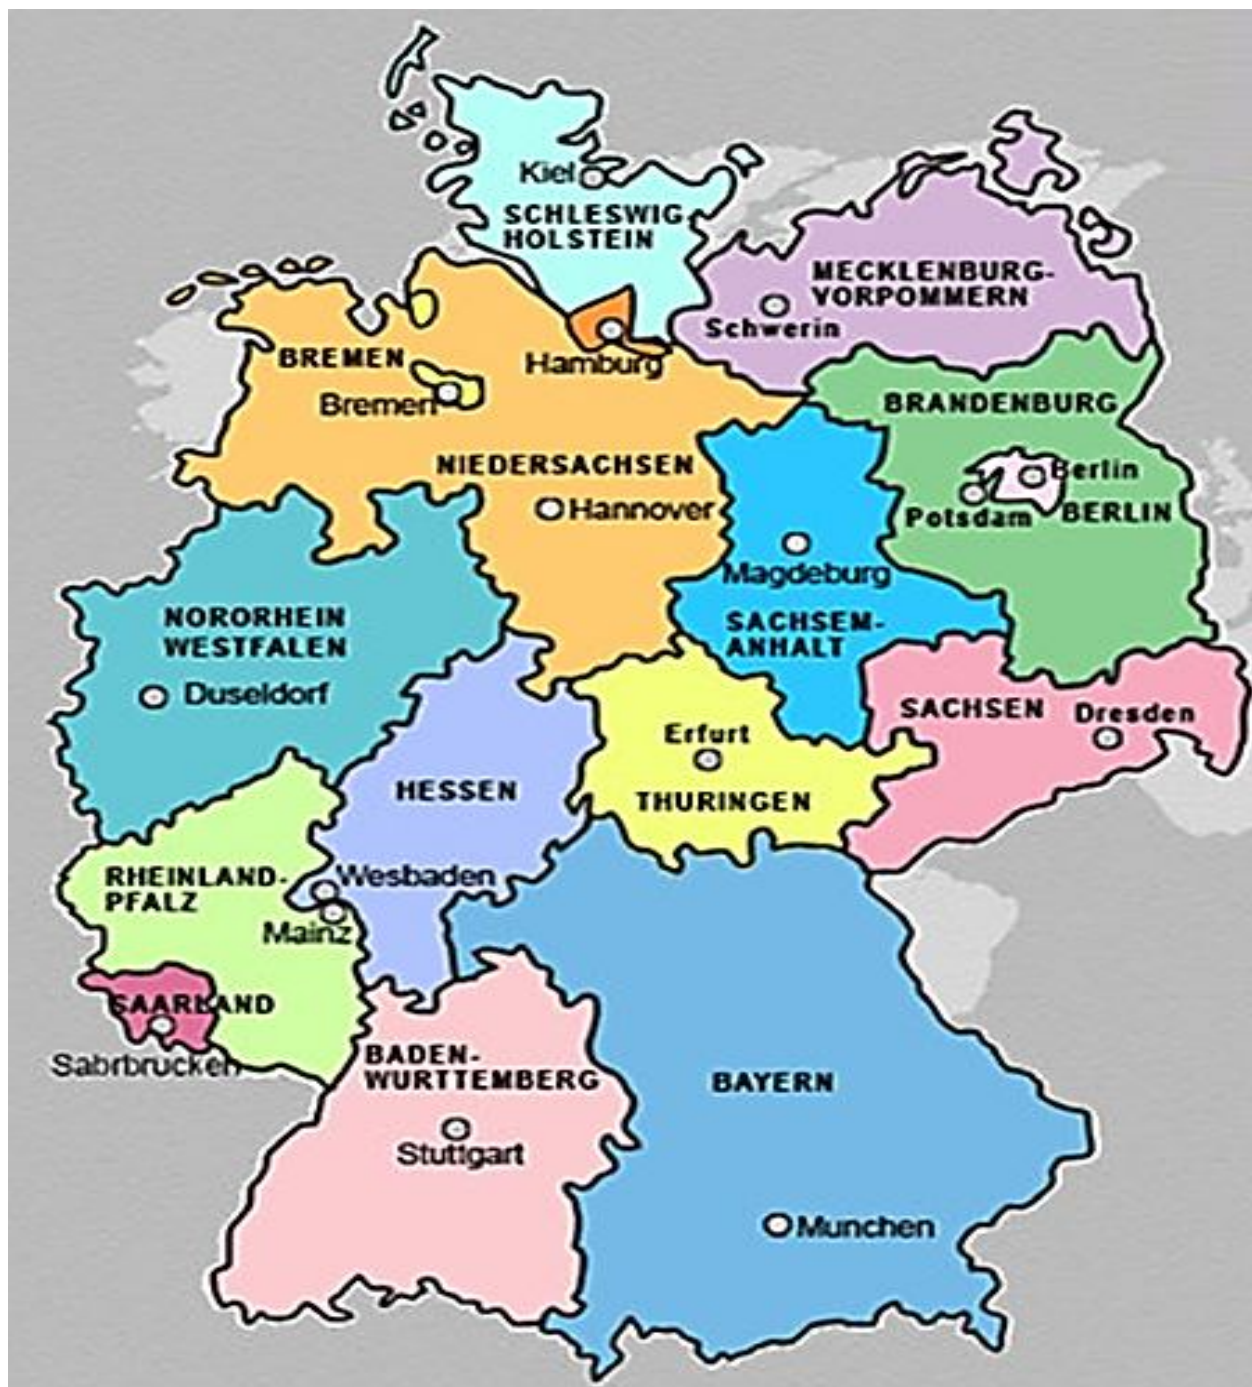 Kiel
SCHLESWIG-
HOLSTEIN
MECKLENBURG-
VORPOMMERN
Schwerin
Hamburg
BREMEN
Bremen
BRANDENBURG
NIEDERSACHSEN
Berlin
Potsdam
BERLIN
Hannover
Magdeburg
NORORHEIN
WESTFALEN
SACHSEM-
ANHALT
Duseldorf
SACHSEN
Dresden
Erfurt
HESSEN
THURINGEN
RHEINLAND-
PFALZ
Wesbaden
Mainz
SAARLAND
Sabrbrucken
BADEN-
WURTTEMBERG
BAYERN
Stuttgart
Munchen